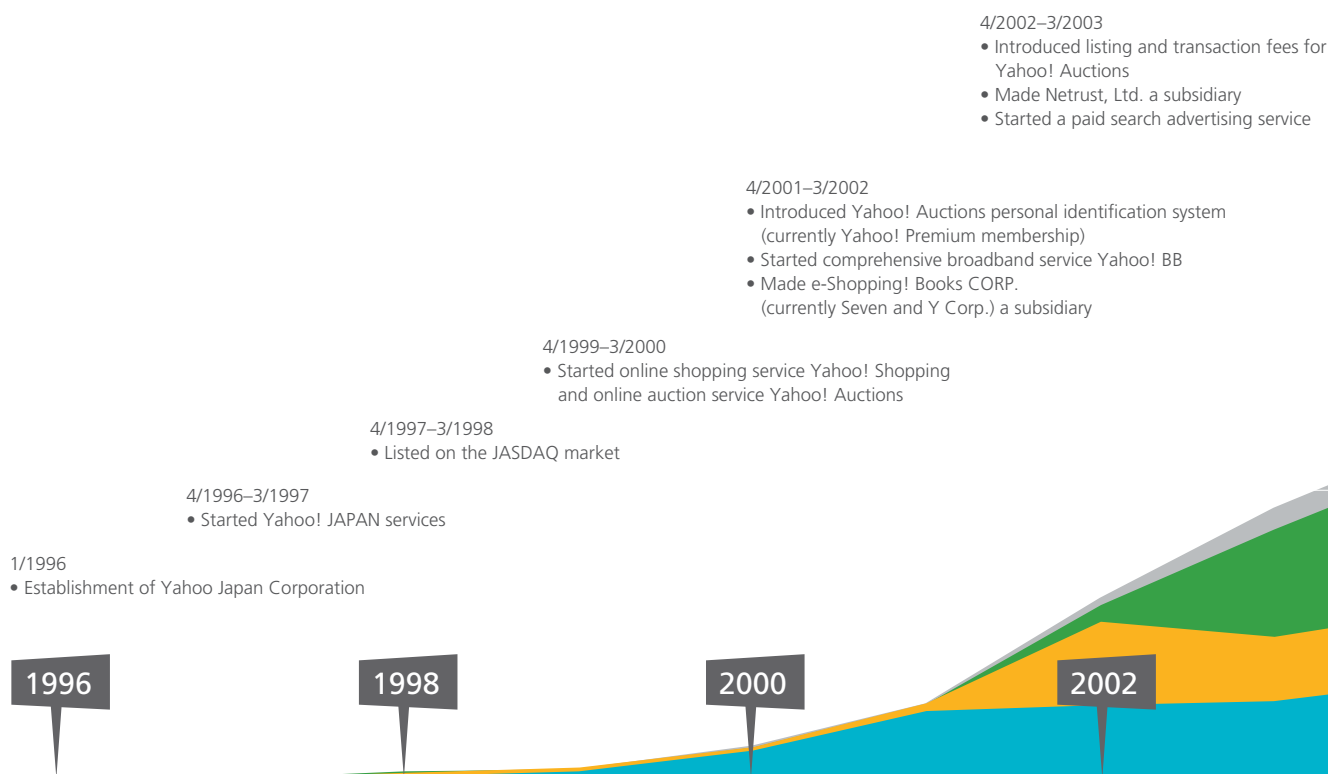 4/2002–3/2003
• Introduced listing and transaction fees for
Yahoo! Auctions
• Made Netrust, Ltd. a subsidiary
• Started a paid search advertising service
4/2001–3/2002
• Introduced Yahoo! Auctions personal identification system
(currently Yahoo! Premium membership)
• Started comprehensive broadband service Yahoo! BB
• Made e-Shopping! Books CORP.
(currently Seven and Y Corp.) a subsidiary
4/1999–3/2000
• Started online shopping service Yahoo! Shopping
and online auction service Yahoo! Auctions
4/1997–3/1998
• Listed on the JASDAQ market
4/1996–3/1997
• Started Yahoo! JAPAN services
1/1996
• Establishment of Yahoo Japan Corporation
1996
1998
2000
2002